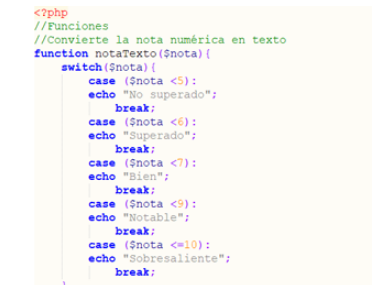 <?php
//Funciones
//Convierte la nota numérica en texto
function notaTexto($nota){
switch($nota){
case ($nota <5):
echo "No superado";
break;
case ($nota <6):
echo "Superado";
break;
case ($nota <7):
echo "Bien";
break;
case ($nota <9):
echo "Notable";
break;
case ($nota <=10):
echo "Sobresaliente";
break;
}